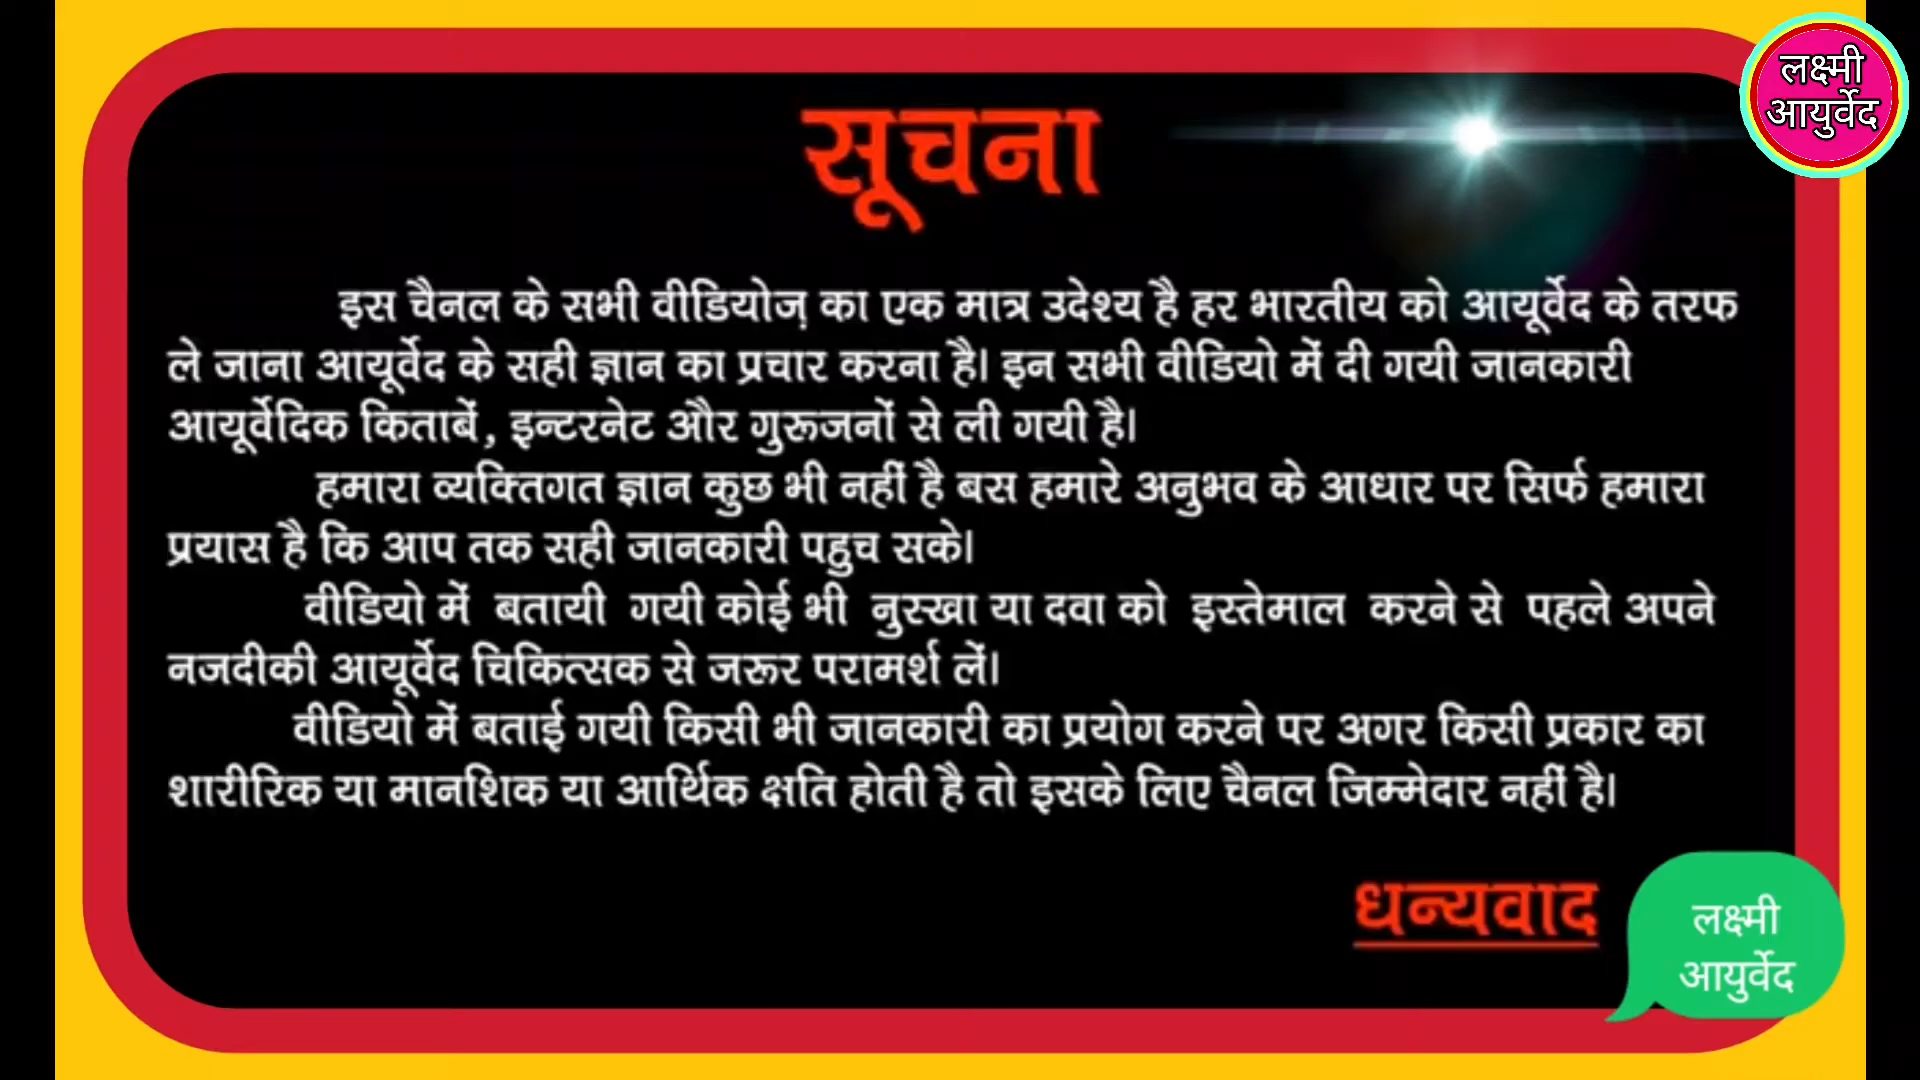 लक्ष्मी
आयुर्वेद
सूचना
इस चैनल के सभी वीडियोज़ का एक मात्र उदेश्य है हर भारतीय को आयूर्वेद के तरफ
ले जाना आयूर्वेद के सही ज्ञान का प्रचार करना है। इन सभी वीडियो में दी गयी जानकारी
आयूर्वेदिक किताबें, इन्टरनेट और गुरूजनों से ली गयी है।
हमारा व्यक्तिगत ज्ञान कुछ भी नहीं है बस हमारे अनुभव के आधार पर सिर्फ हमारा
प्रयास है कि आप तक सही जानकारी पहुच सके।
वीडियो में बतायी गयी कोई भी नुस्खा या दवा को इस्तेमाल करने से पहले अपने
नजदीकी आयूर्वेद चिकित्सक से जरूर परामर्श लें।
वीडियो में बताई गयी किसी भी जानकारी का प्रयोग करने पर अगर किसी प्रकार का
शारीरिक या मानशिक या आर्थिक क्षति होती है तो इसके लिए चैनल जिम्मेदार नहीं है।
धन्यवाद
लक्ष्मी
आयुर्वेद